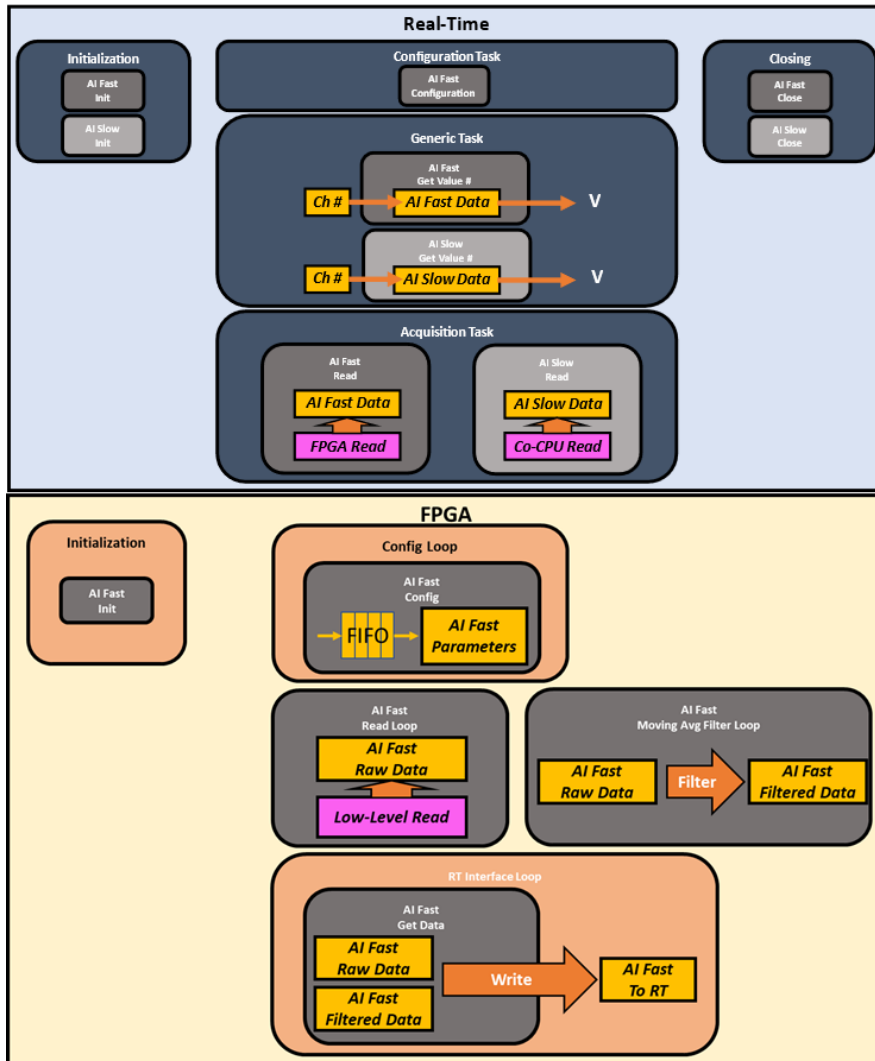 Real-Time
Initialization
AI Fast
Init
AI Slow
Init
Configuration Task
AI Fast
Configuration
Closing
AI Fast
Close
AI Slow
Close
Generic Task
AI Fast
Get Value #
Ch #
AI Fast Data
V
AI Slow
Get Value #
Ch #
AI Slow Data
V
Acquisition Task
AI Fast
Read
AI Fast Data
FPGA Read
AI Slow
Read
AI Slow Data
Co-CPU Read
FPGA
Initialization
AI Fast
Init
Config Loop
AI Fast
Config
FIFO
AI Fast
Parameters
AI Fast
Read Loop
AI Fast
Raw Data
Low-Level Read
AI Fast
Moving Avg Filter Loop
AI Fast
Raw Data
Filter
AI Fast
Filtered Data
RT Interface Loop
AI Fast
Get Data
AI Fast
Raw Data
AI Fast
Filtered Data
Write
AI Fast
To RT